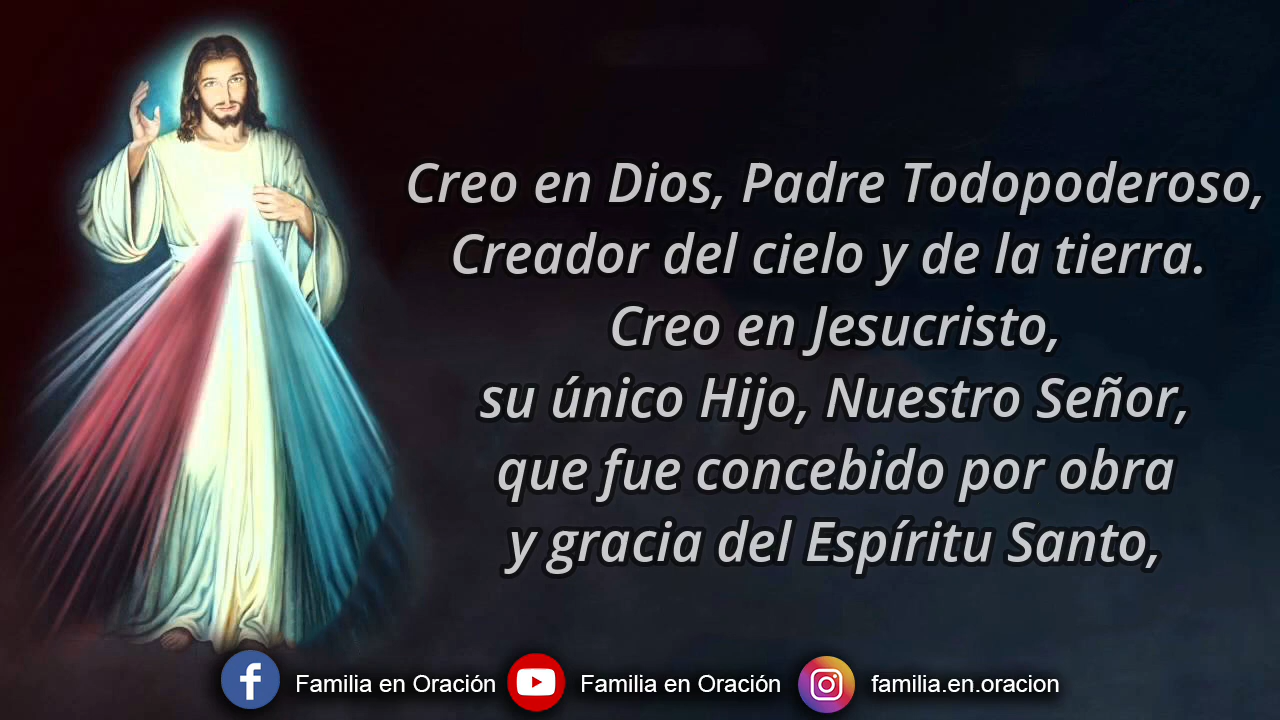 Creo en Dios, Padre Todopoderoso,
Creador del cielo y de la tierra.
Creo en Jesucristo,
su único Hijo, Nuestro Señor,
que fue concebido por obra
y gracia del Espíritu Santo,
Familia en Oración
Familia en Oración
familia.en.oracion